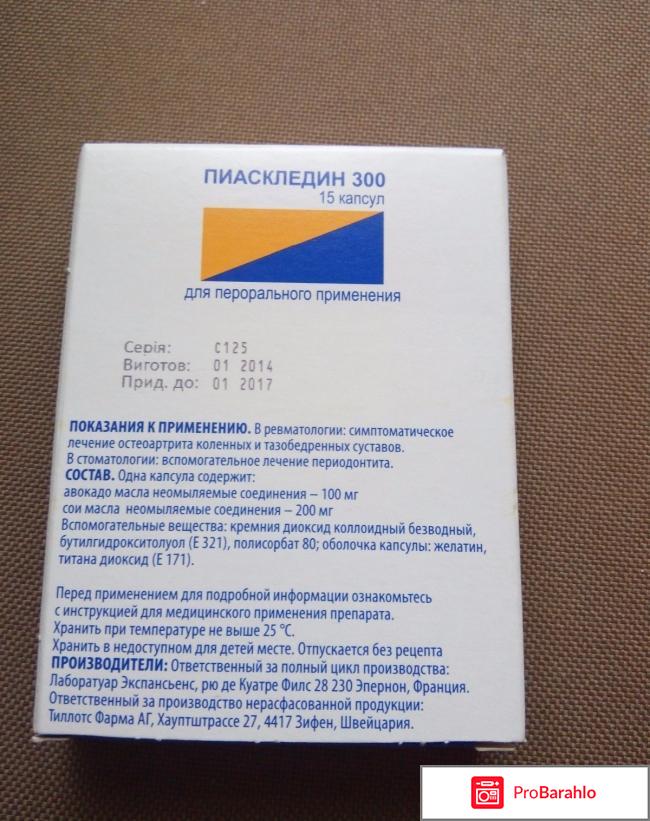 ПИАСКЛЕДИН 300
15 капсул
для перорального применения
Серія: C125
Виготов: 01 2014
Прид. до: 01 2017
ПОКАЗАНИЯ К ПРИМЕНЕНИЮ. В ревматологии: симптоматическое
лечение остеоартрита коленных и тазобедренных суставов.
В стоматологии: вспомогательное лечение периодонтита.
СОСТАВ. Одна капсула содержит:
авокадо масла неомыляемые соединения – 100 мг
сои масла неомыляемые соединения – 200 мг
Вспомогательные вещества: кремния диоксид коллоидный безводный,
бутилгидрокситолуол (Е 321), полисорбат 80; оболочка капсулы: желатин,
титана диоксид (Е 171).
Перед применением для подробной информации ознакомьтесь
с инструкцией для медицинского применения препарата.
Хранить при температуре не выше 25 °С.
Хранить в недоступном для детей месте. Отпускается без рецепта
ПРОИЗВОДИТЕЛИ: Ответственный за полный цикл производства:
Лаборатуар Экспансьенс, рю де Куатре Филс 28 230 Эпернон, Франция.
Ответственный за производство нерасфасованной продукции:
Тиллотс Фарма АГ, Хауптштрассе 27, 4417 Зифен, Швейцария.
ProBarahlo